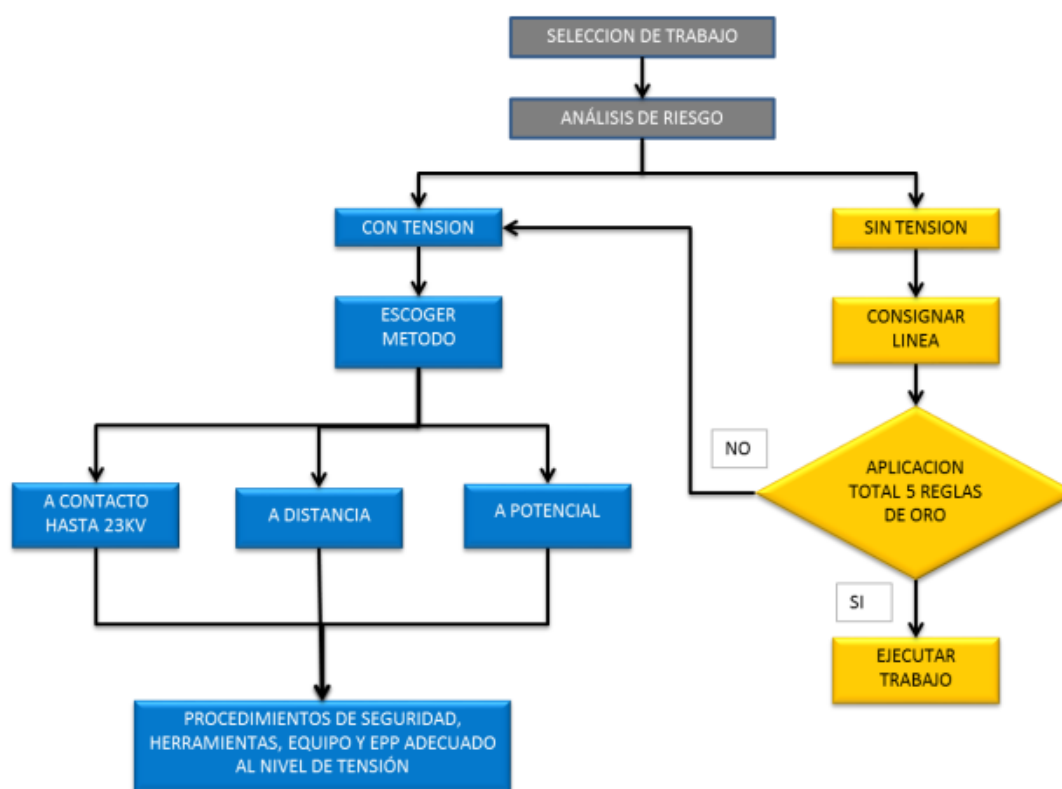 SELECCION DE TRABAJO
ANÁLISIS DE RIESGO
CON TENSION
SIN TENSION
ESCOGER
METODO
CONSIGNAR
LINEA
NO
APLICACION
TOTAL 5 REGLAS
DE ORO
A CONTACTO
HASTA 23KV
A DISTANCIA
A POTENCIAL
SI
EJECUTAR
TRABAJO
PROCEDIMIENTOS DE SEGURIDAD,
HERRAMIENTAS, EQUIPO Y EPP ADECUADO
AL NIVEL DE TENSIÓN